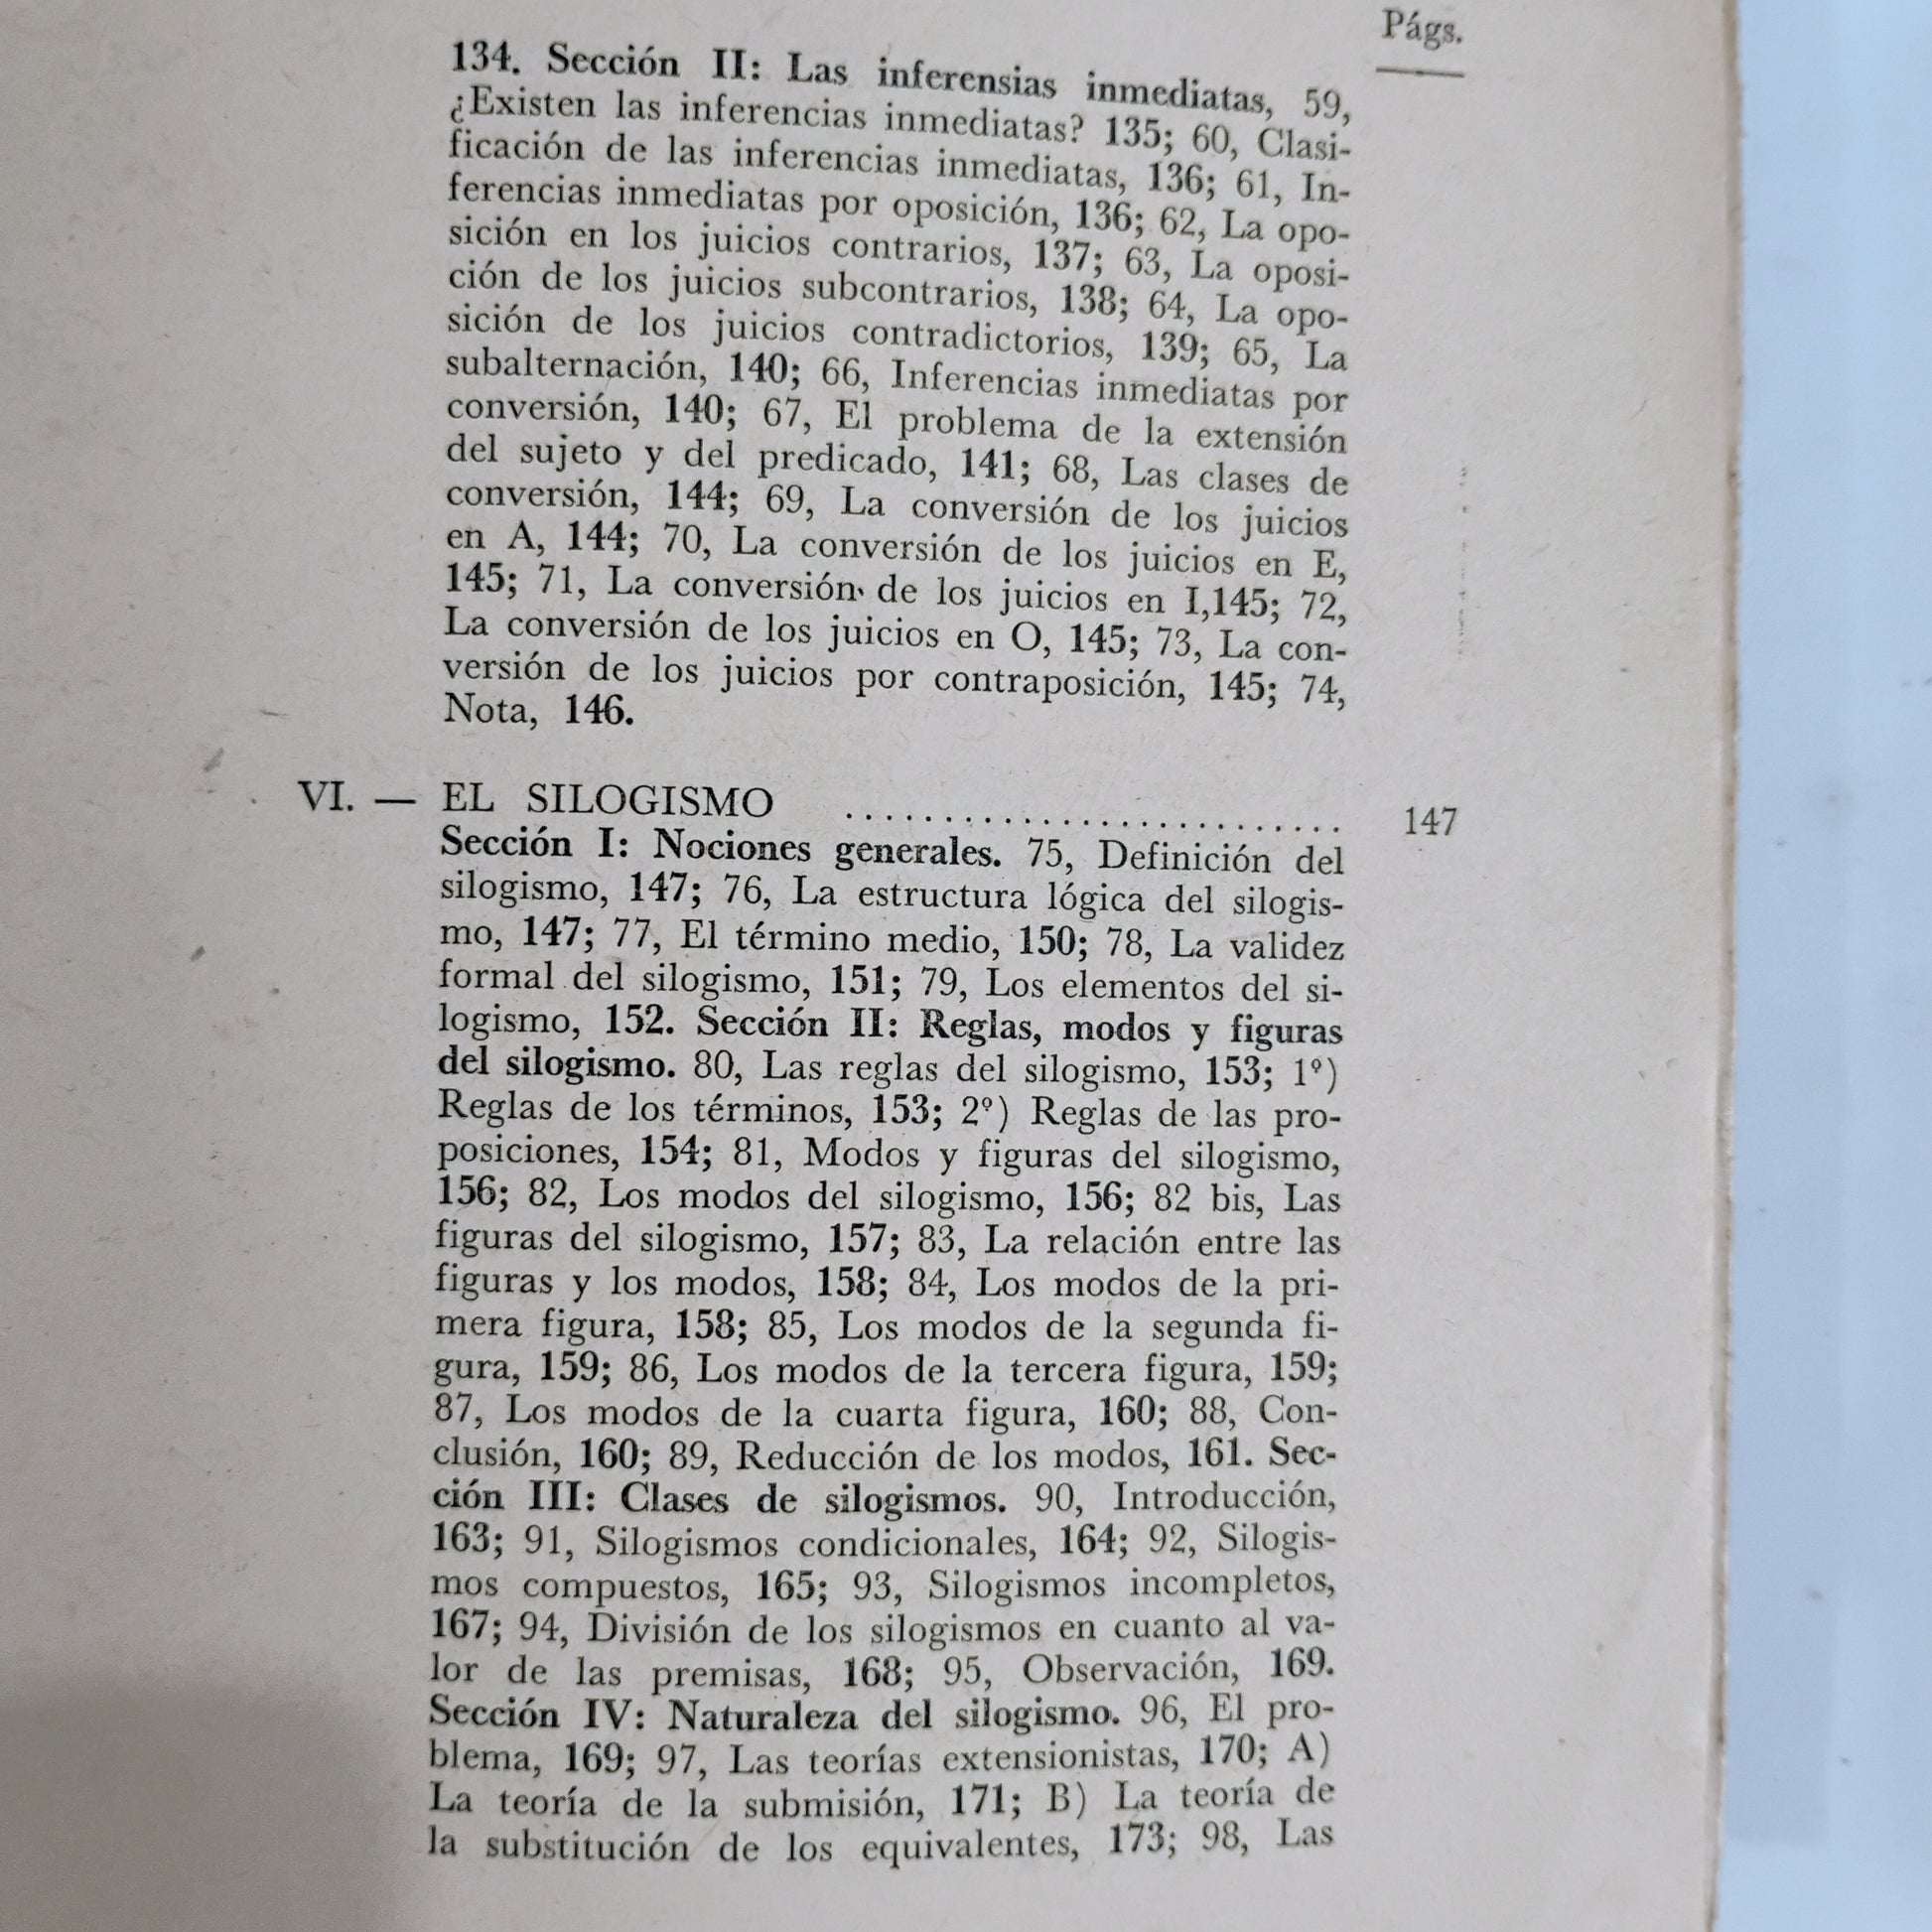 Págs.
134. Sección II: Las inferensias inmediatas, 59,
¿Existen las inferencias inmediatas? 135; 60, Clasi-
ficación de las inferencias inmediatas, 136; 61, In-
ferencias inmediatas por oposición, 136; 62, La opo-
sición en los juicios contrarios, 137; 63, La oposi-
ción de los juicios subcontrarios, 138; 64, La opo-
sición de los juicios contradictorios, 139; 65, La
subalternación, 140; 66, Inferencias inmediatas por
conversión, 140; 67, El problema de la extensión
del sujeto y del predicado, 141; 68, Las clases de
conversión, 144; 69, La conversión de los juicios
en A, 144; 70, La conversión de los juicios en E,
145; 71, La conversión de los juicios en I,145; 72,
La conversión de los juicios en O, 145; 73, La con-
versión de los juicios por contraposición, 145; 74,
Nota, 146.
VI. — EL SILOGISMO .......................... 147
Sección I: Nociones generales. 75, Definición del
silogismo, 147; 76, La estructura lógica del silogis-
mo, 147; 77, El término medio, 150; 78, La validez
formal del silogismo, 151; 79, Los elementos del si-
logismo, 152. Sección II: Reglas, modos y figuras
del silogismo. 80, Las reglas del silogismo, 153; 1º)
Reglas de los términos, 153; 2º) Reglas de las pro-
posiciones, 154; 81, Modos y figuras del silogismo,
156; 82, Los modos del silogismo, 156; 82 bis, Las
figuras del silogismo, 157; 83, La relación entre las
figuras y los modos, 158; 84, Los modos de la pri-
mera figura, 158; 85, Los modos de la segunda fi-
gura, 159; 86, Los modos de la tercera figura, 159;
87, Los modos de la cuarta figura, 160; 88, Con-
clusión, 160; 89, Reducción de los modos, 161. Sec-
ción III: Clases de silogismos. 90, Introducción,
163; 91, Silogismos condicionales, 164; 92, Silogis-
mos compuestos, 165; 93, Silogismos incompletos,
167; 94, División de los silogismos en cuanto al va-
lor de las premisas, 168; 95, Observación, 169.
Sección IV: Naturaleza del silogismo. 96, El pro-
blema, 169; 97, Las teorías extensionistas, 170; A)
La teoría de la submisión, 171; B) La teoría de
la substitución de los equivalentes, 173; 98, Las